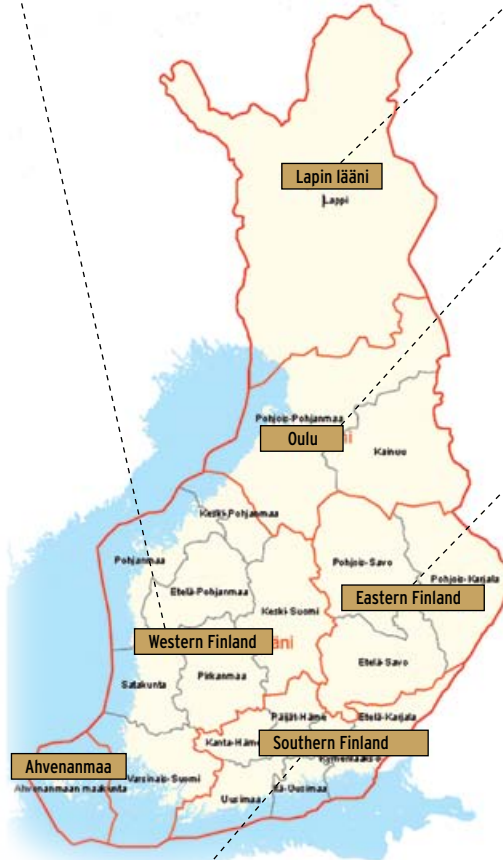 Lapin lääni
Lappi
Pohjois-Pohjanmaa
Oulu
Kainuu
Keski-Pohjanmaa
Pohjanmaa
Pohjois-Savo
Pohjois-Karjala
Etelä-Pohjanmaa
Eastern Finland
Keski-Suomi
Western Finland
ääni
Etelä-Savo
Pirkanmaa
Satakunta
Päijät-Häme
Etelä-Karjala
Kanta-Häme
Southern Finland
Ahvenanmaa
Varsinais-Suomi
Ahvenanmaan maakunta
Uusimaa